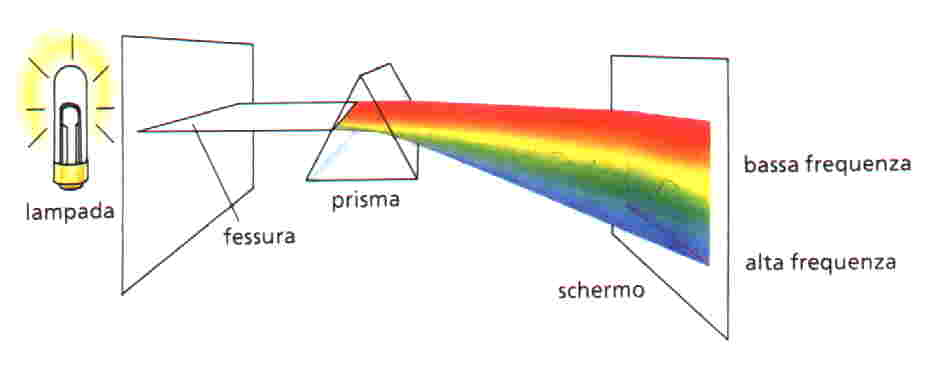 lampada
fessura
prisma
schermo
bassa frequenza
alta frequenza